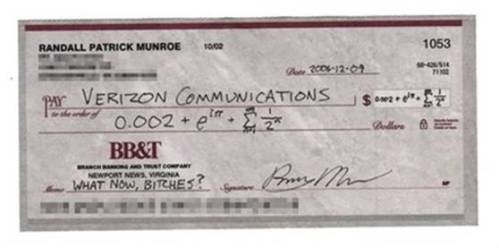 RANDALL PATRICK MUNROE 10/02 1053
Date 2006-12-09 68-426/514
71102
PAY VERIZON COMMUNICATIONS $ 0.002 + e^{iπ} + ∑_{n=1}^{∞} 1/2^n
to the order of
0.002 + e^{iπ} + ∑_{n=1}^{∞} 1/2^n Dollars
BB&T
BRANCH BANKING AND TRUST COMPANY
NEWPORT NEWS, VIRGINIA
Memo WHAT NOW, BITCHES? Signature MP